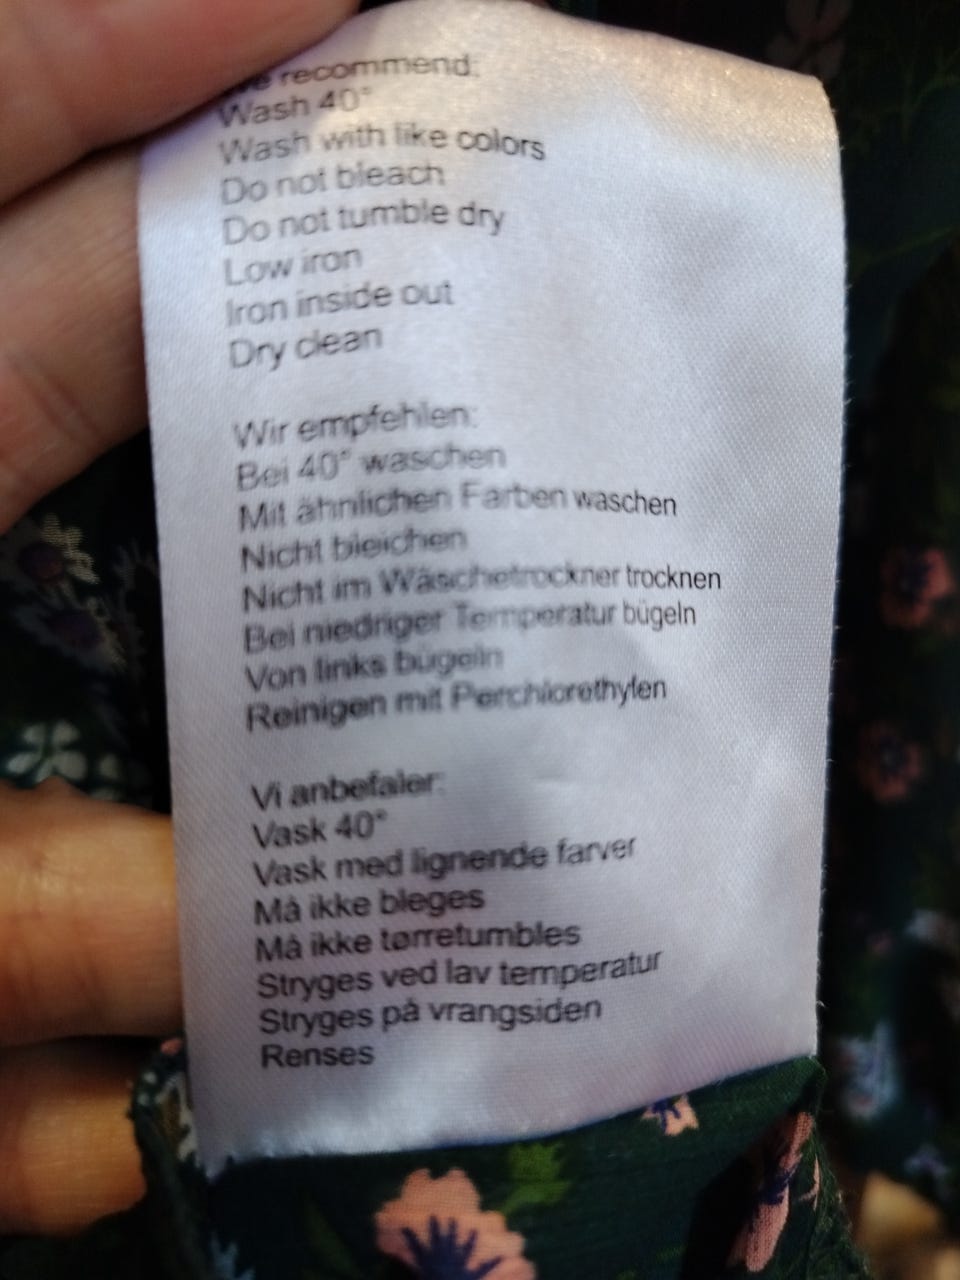 We recommend:
Wash 40°
Wash with like colors
Do not bleach
Do not tumble dry
Low iron
Iron inside out
Dry clean
Wir empfehlen:
Bei 40° waschen
Mit ähnlichen Farben waschen
Nicht bleichen
Nicht im Wäschetrockner trocknen
Bei niedriger Temperatur bügeln
Von links bügeln
Reinigen mit Perchlorethylen
Vi anbefaler:
Vask 40°
Vask med lignende farver
Må ikke bleges
Må ikke tørretumbles
Stryges ved lav temperatur
Stryges på vrangsiden
Renses